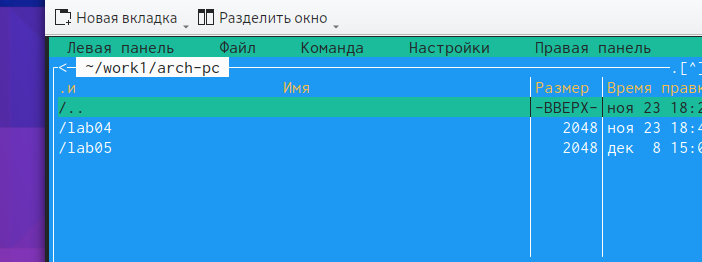 Новая вкладка Разделить окно
Левая панель Файл Команда Настройки Правая панель
<- ~/work1/arch-pc .[^]
.и Имя Размер Время правк
/.. -ВВЕРХ- ноя 23 18:2
/lab04 2048 ноя 23 18:4
/lab05 2048 дек 8 15:0